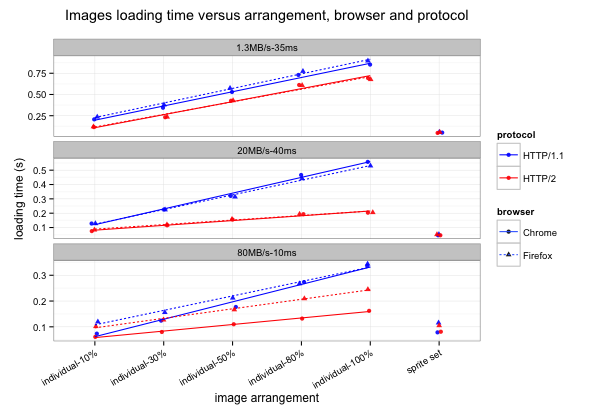 Images loading time versus arrangement, browser and protocol
1.3MB/s-35ms
0.75
0.50
0.25
20MB/s-40ms
0.5
0.4
0.3
0.2
0.1
80MB/s-10ms
0.3
0.2
0.1
loading time (s)
individual-10%
individual-30%
individual-50%
individual-80%
individual-100%
sprite set
image arrangement
protocol
HTTP/1.1
HTTP/2
browser
Chrome
Firefox